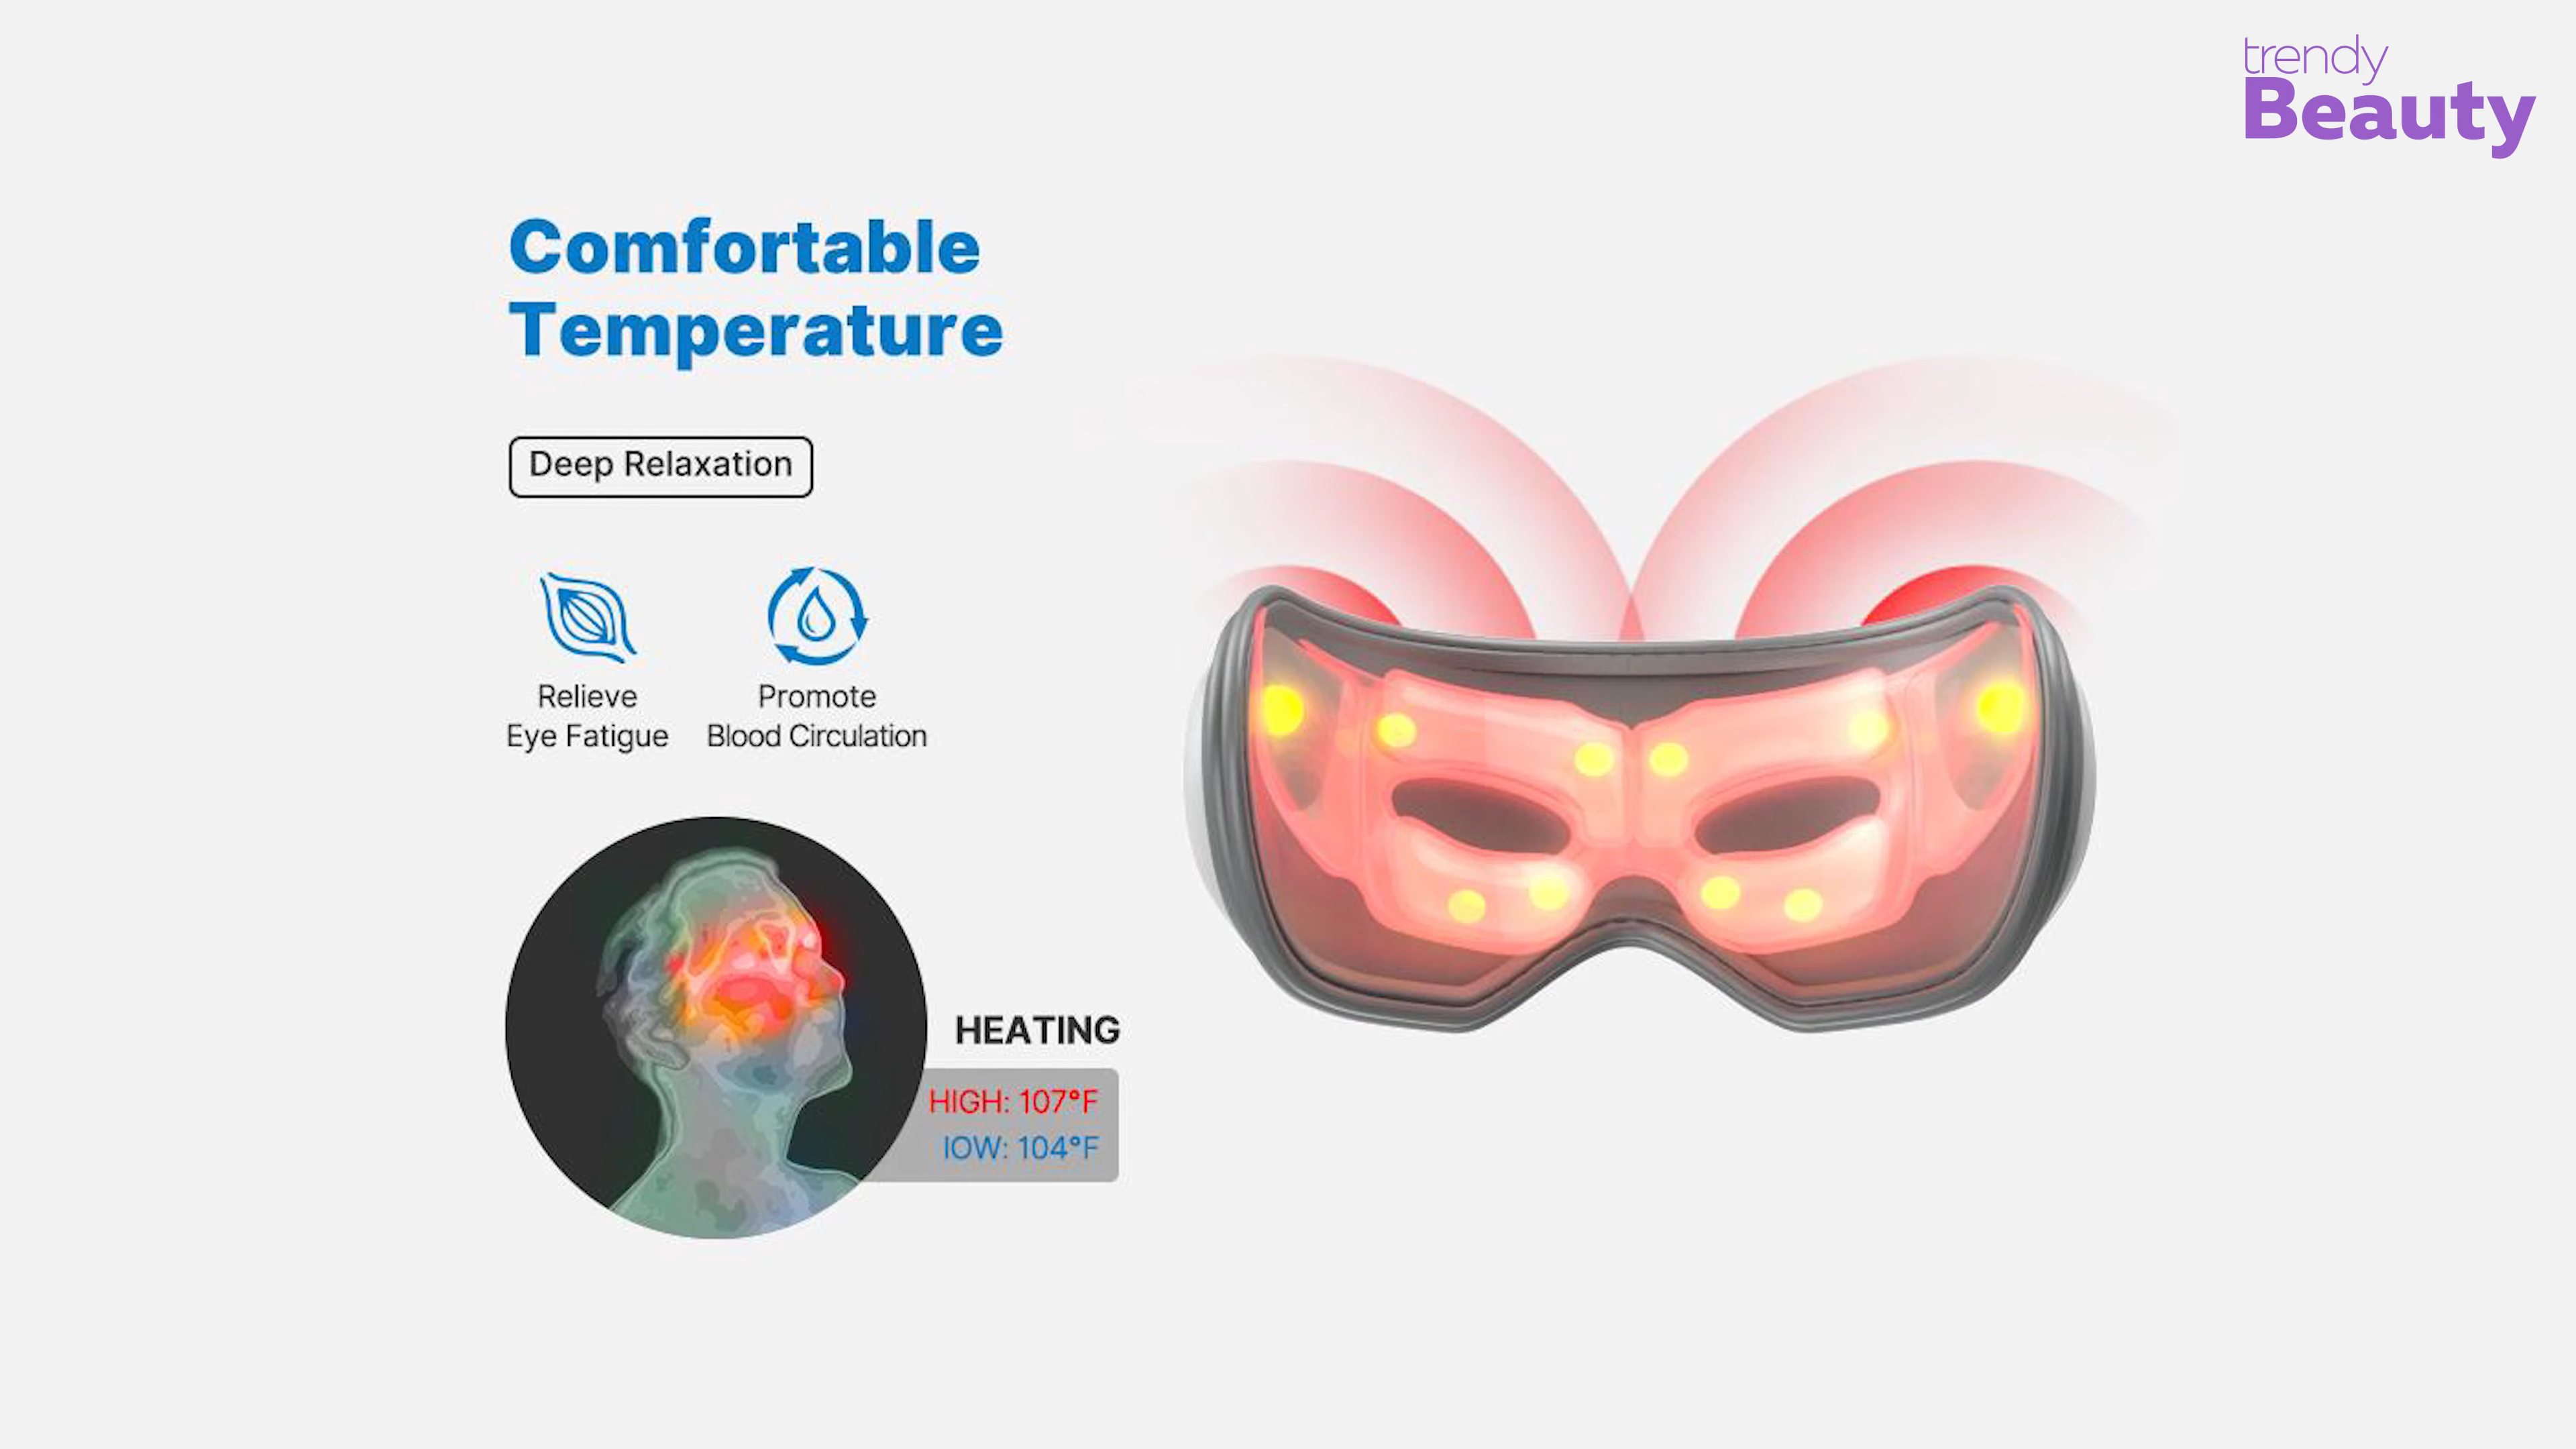 trendy
Beauty
Comfortable
Temperature
Deep Relaxation
Relieve
Eye Fatigue
Promote
Blood Circulation
HEATING
HIGH: 107°F
IOW: 104°F